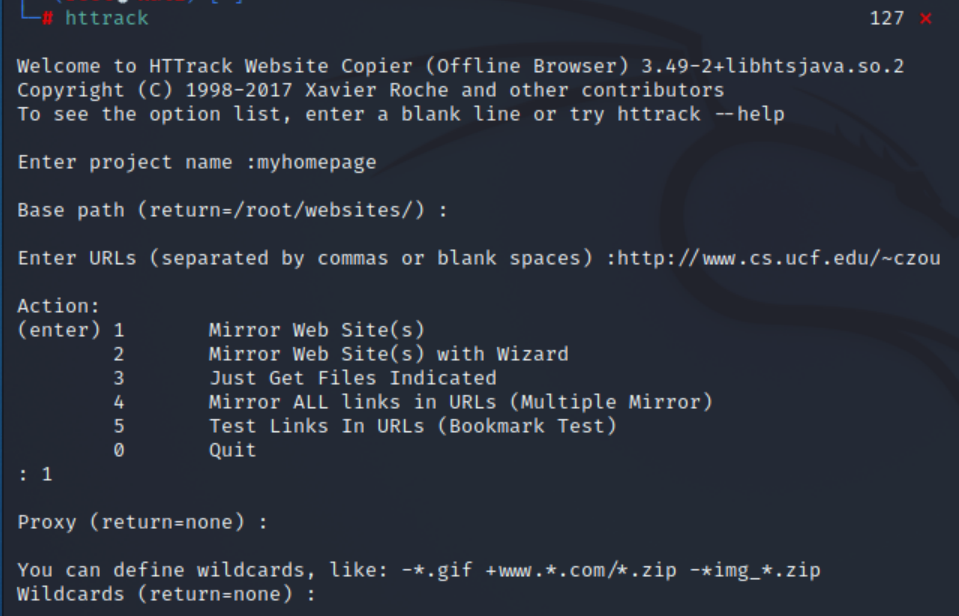 └─# httrack 127 ⨯
Welcome to HTTrack Website Copier (Offline Browser) 3.49-2+libhtsjava.so.2
Copyright (C) 1998-2017 Xavier Roche and other contributors
To see the option list, enter a blank line or try httrack --help
Enter project name :myhomepage
Base path (return=/root/websites/) :
Enter URLs (separated by commas or blank spaces) :http://www.cs.ucf.edu/~czou
Action:
(enter) 1 Mirror Web Site(s)
2 Mirror Web Site(s) with Wizard
3 Just Get Files Indicated
4 Mirror ALL links in URLs (Multiple Mirror)
5 Test Links In URLs (Bookmark Test)
0 Quit
: 1
Proxy (return=none) :
You can define wildcards, like: -*.gif +www.*.com/*.zip -*img_*.zip
Wildcards (return=none) :